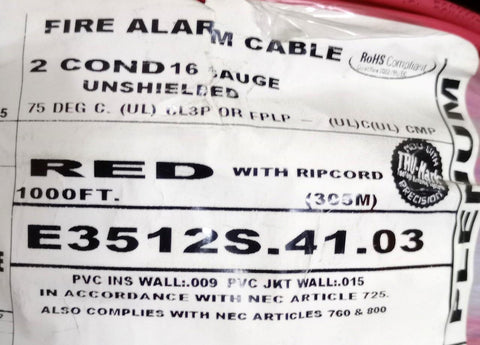 FIRE ALARM CABLE
RoHS Compliant
2 COND 16 GAUGE
UNSHIELDED
75 DEG C. (UL) CL3P OR FPLP - (UL)C(UL) CMP
RED WITH RIPCORD
1000FT. (305M)
TRU-Mark
PRECISION
E3512S.41.03
PVC INS WALL:.009 PVC JKT WALL:.015
IN ACCORDANCE WITH NEC ARTICLE 725.
ALSO COMPLIES WITH NEC ARTICLES 760 & 800
PLENUM